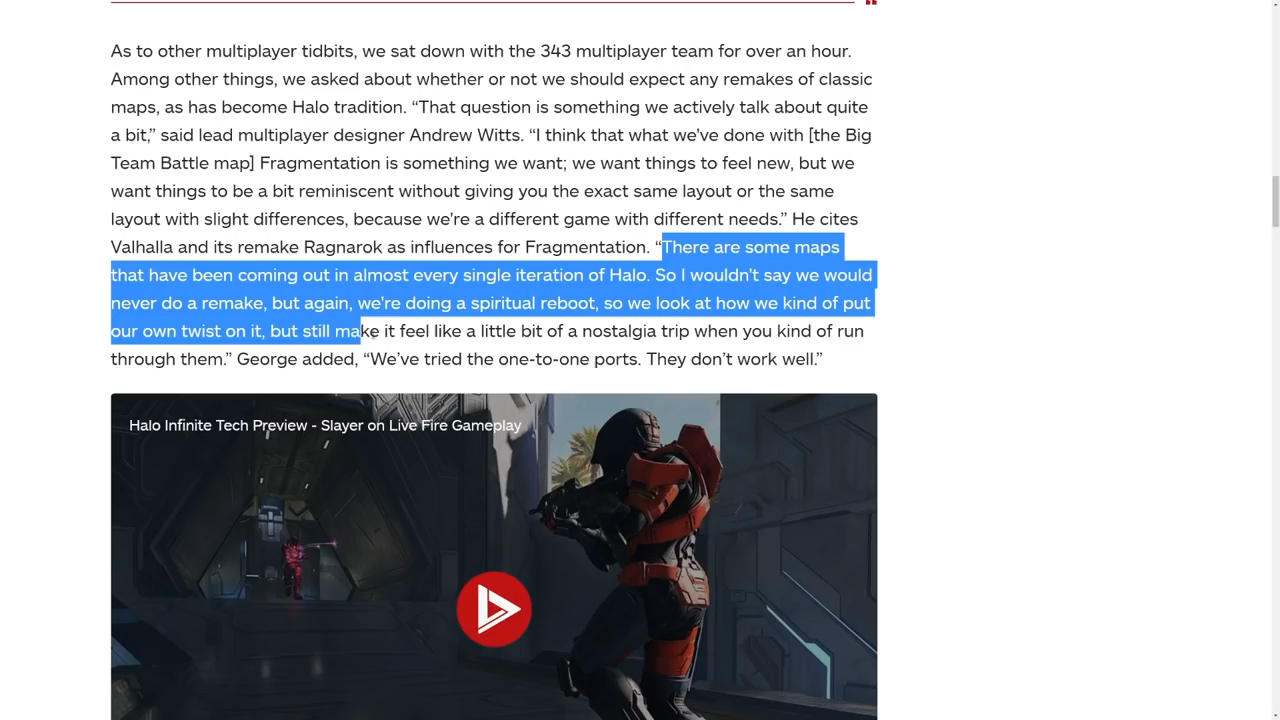 As to other multiplayer tidbits, we sat down with the 343 multiplayer team for over an hour.
Among other things, we asked about whether or not we should expect any remakes of classic
maps, as has become Halo tradition. “That question is something we actively talk about quite
a bit,” said lead multiplayer designer Andrew Witts. “I think that what we've done with [the Big
Team Battle map] Fragmentation is something we want; we want things to feel new, but we
want things to be a bit reminiscent without giving you the exact same layout or the same
layout with slight differences, because we're a different game with different needs.” He cites
Valhalla and its remake Ragnarok as influences for Fragmentation. “There are some maps
that have been coming out in almost every single iteration of Halo. So I wouldn't say we would
never do a remake, but again, we're doing a spiritual reboot, so we look at how we kind of put
our own twist on it, but still make it feel like a little bit of a nostalgia trip when you kind of run
through them.” George added, “We’ve tried the one-to-one ports. They don’t work well.”
Halo Infinite Tech Preview - Slayer on Live Fire Gameplay